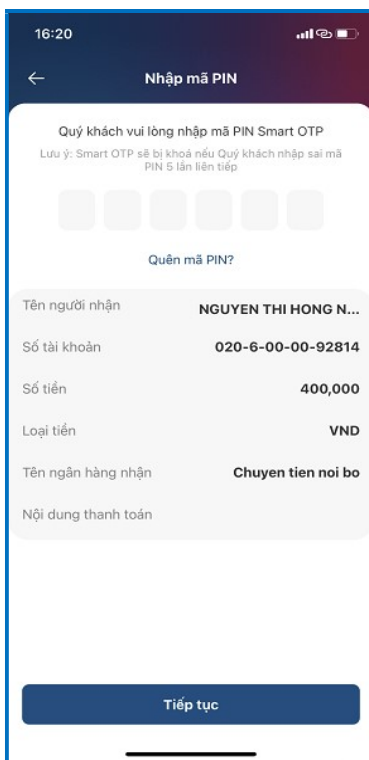 16:20
Nhập mã PIN
Quý khách vui lòng nhập mã PIN Smart OTP
Lưu ý: Smart OTP sẽ bị khoá nếu Quý khách nhập sai mã
PIN 5 lần liên tiếp
Quên mã PIN?
Tên người nhận NGUYEN THI HONG N...
Số tài khoản 020-6-00-00-92814
Số tiền 400,000
Loại tiền VND
Tên ngân hàng nhận Chuyen tien noi bo
Nội dung thanh toán
Tiếp tục